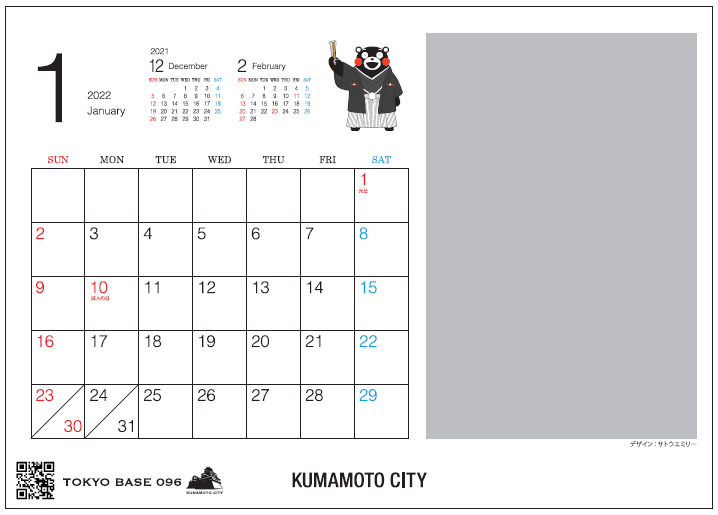 1
2022
January
2021
12 December
SUN MON TUE WED THU FRI SAT
1 2 3 4
5 6 7 8 9 10 11
12 13 14 15 16 17 18
19 20 21 22 23 24 25
26 27 28 29 30 31
2 February
SUN MON TUE WED THU FRI SAT
1 2 3 4 5
6 7 8 9 10 11 12
13 14 15 16 17 18 19
20 21 22 23 24 25 26
27 28
SUN MON TUE WED THU FRI SAT
1
元日
2 3 4 5 6 7 8
9 10 11 12 13 14 15
成人の日
16 17 18 19 20 21 22
23 24 25 26 27 28 29
30 31
デザイン:サトウエミリー
TOKYO BASE 096
KUMAMOTO CITY
KUMAMOTO CITY